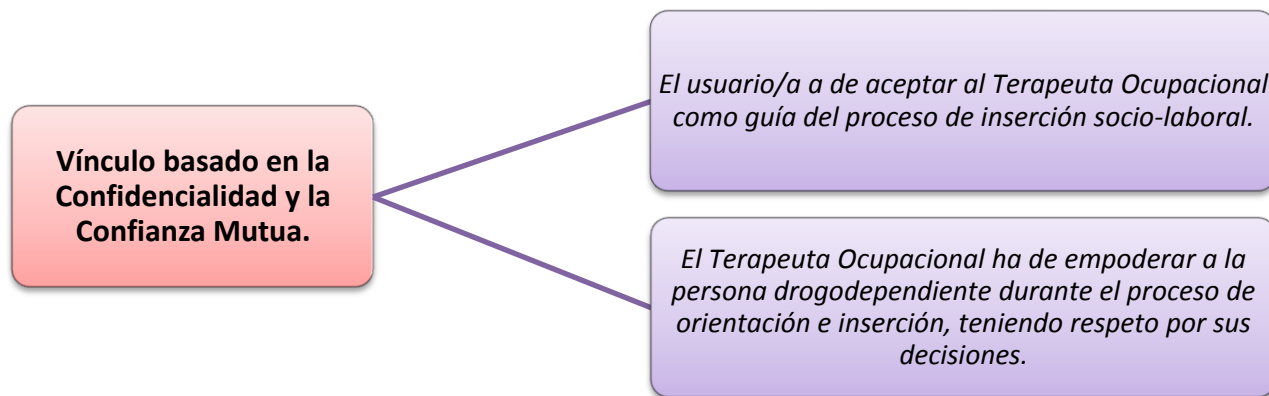 Vínculo basado en la
Confidencialidad y la
Confianza Mutua.
El usuario/a a de aceptar al Terapeuta Ocupacional
como guía del proceso de inserción socio-laboral.
El Terapeuta Ocupacional ha de empoderar a la
persona drogodependiente durante el proceso de
orientación e inserción, teniendo respeto por sus
decisiones.